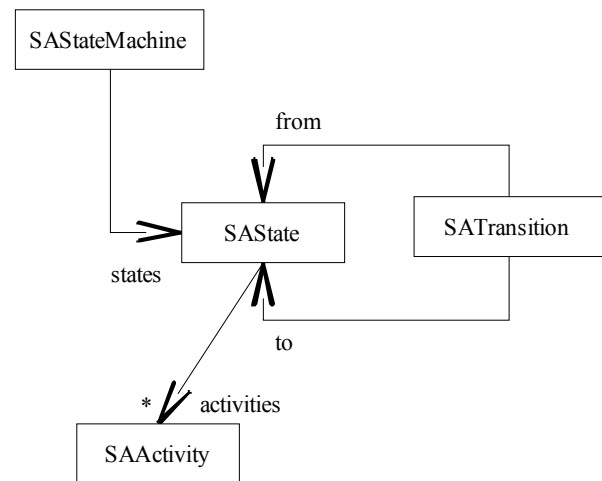 SAStateMachine
from
SAState
SATransition
states
to
* activities
SAActivity